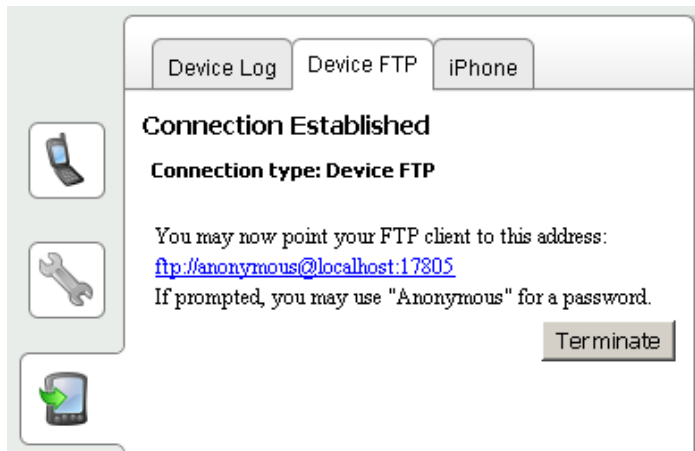 Device Log
Device FTP
iPhone
Connection Established
Connection type: Device FTP
You may now point your FTP client to this address:
ftp://anonymous@localhost:17805
If prompted, you may use "Anonymous" for a password.
Terminate